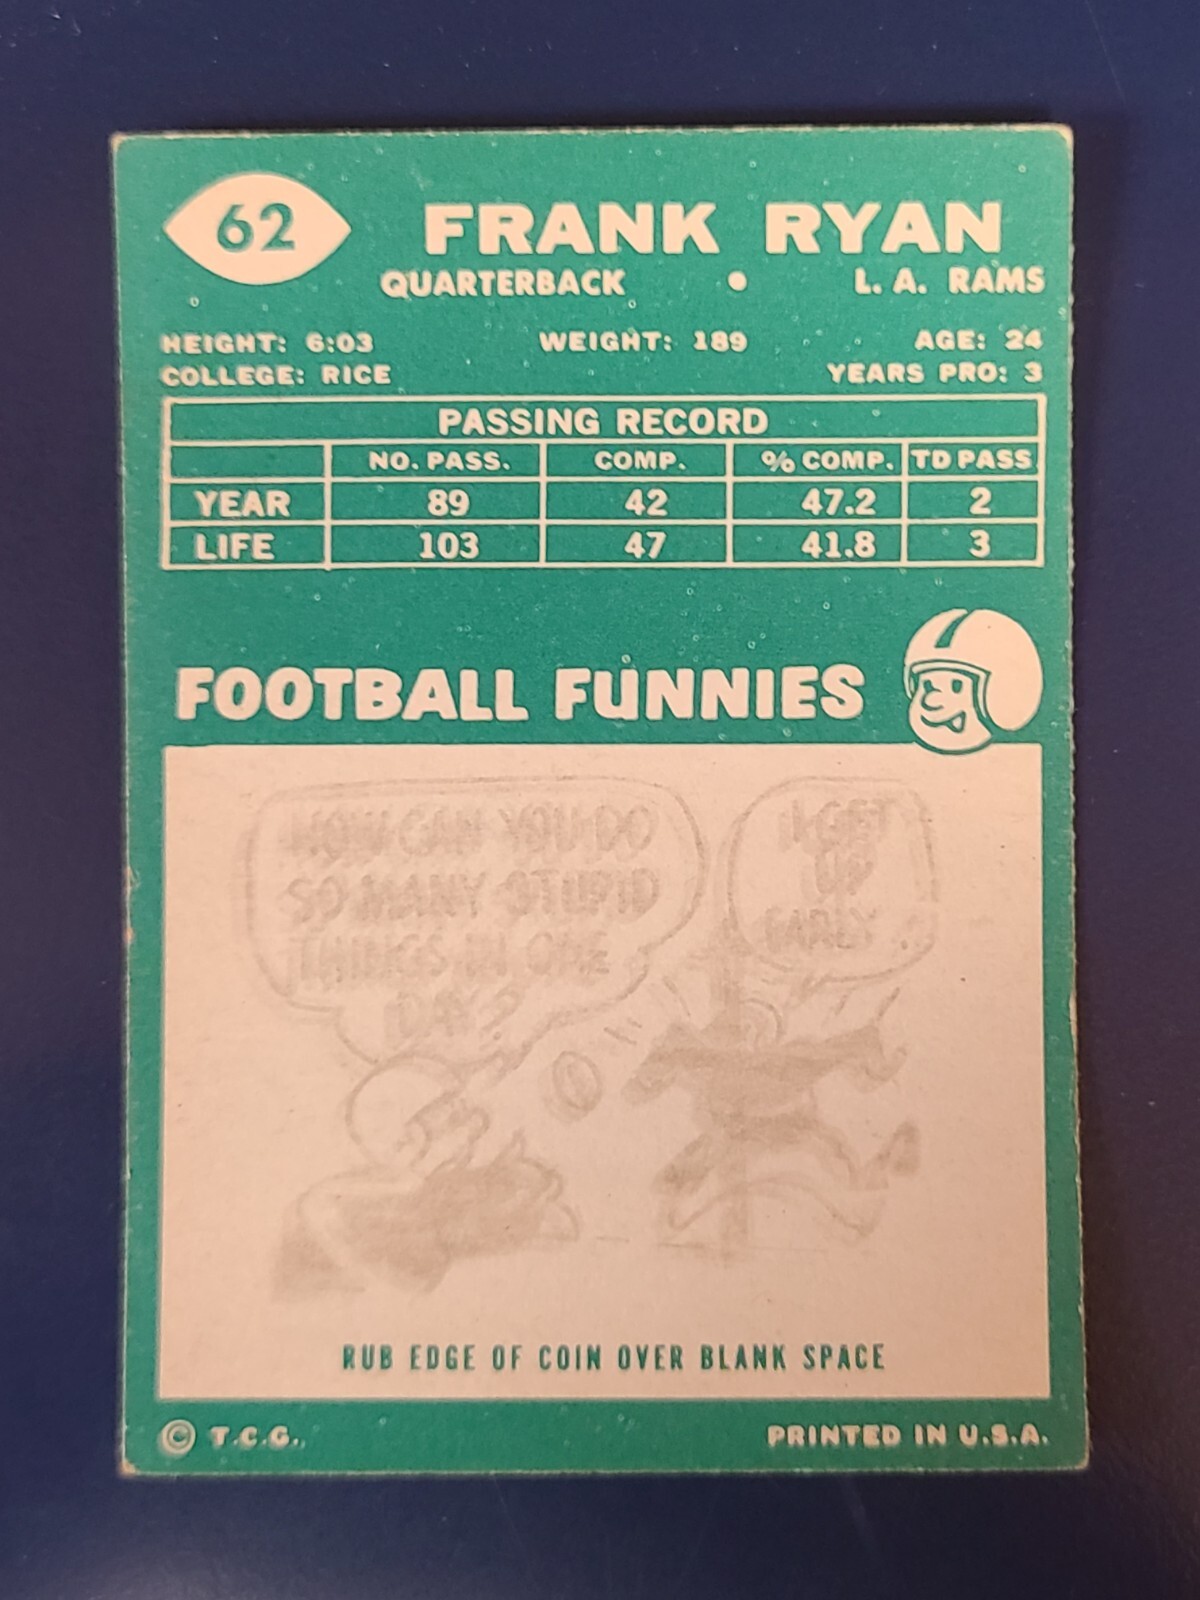 62
FRANK RYAN
QUARTERBACK • L. A. RAMS
HEIGHT: 6:03 WEIGHT: 189 AGE: 24
COLLEGE: RICE YEARS PRO: 3
PASSING RECORD
NO. PASS. COMP. % COMP. TD PASS
YEAR 89 42 47.2 2
LIFE 103 47 41.8 3
FOOTBALL FUNNIES
HOW CAN YOU DO
SO MANY STUPID
THINGS IN ONE
DAY?
I GET
UP
EARLY..
RUB EDGE OF COIN OVER BLANK SPACE
© T.C.G. PRINTED IN U.S.A.